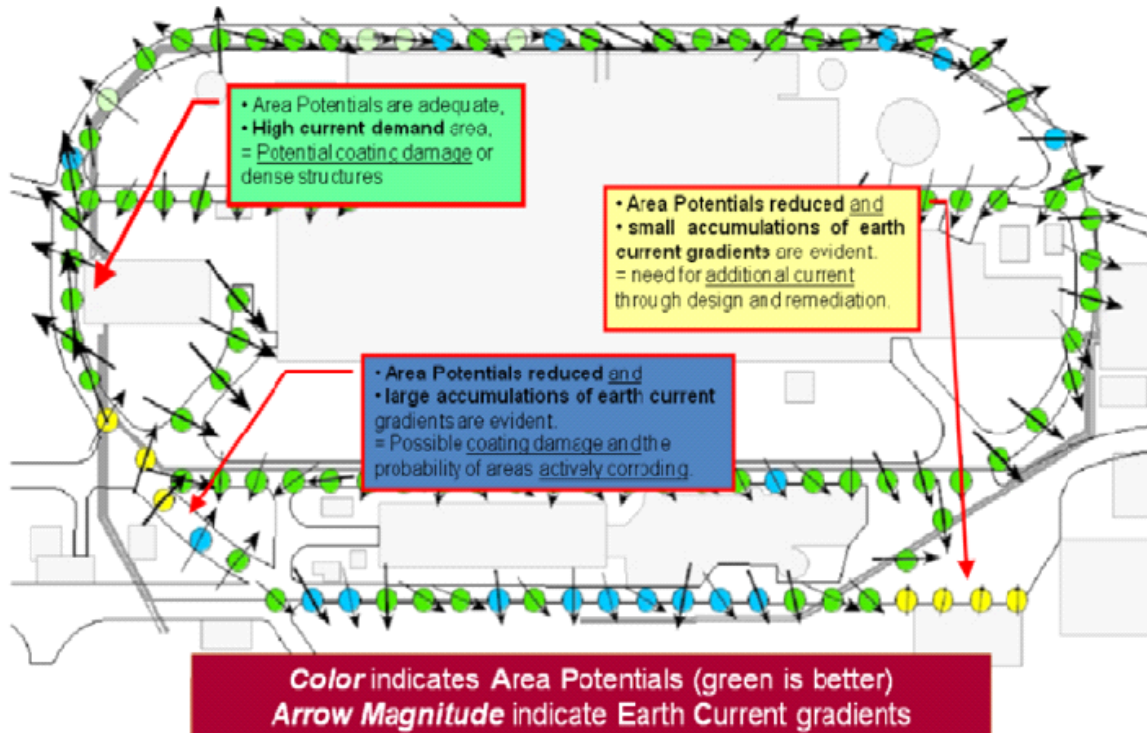 • Area Potentials are adequate,
• High current demand area,
= Potential coating damage or
dense structures
• Area Potentials reduced and
• small accumulations of earth
current gradients are evident.
= need for additional current
through design and remediation.
• Area Potentials reduced and
• large accumulations of earth current
gradients are evident.
= Possible coating damage and the
probability of areas actively corroding.
Color indicates Area Potentials (green is better)
Arrow Magnitude indicate Earth Current gradients